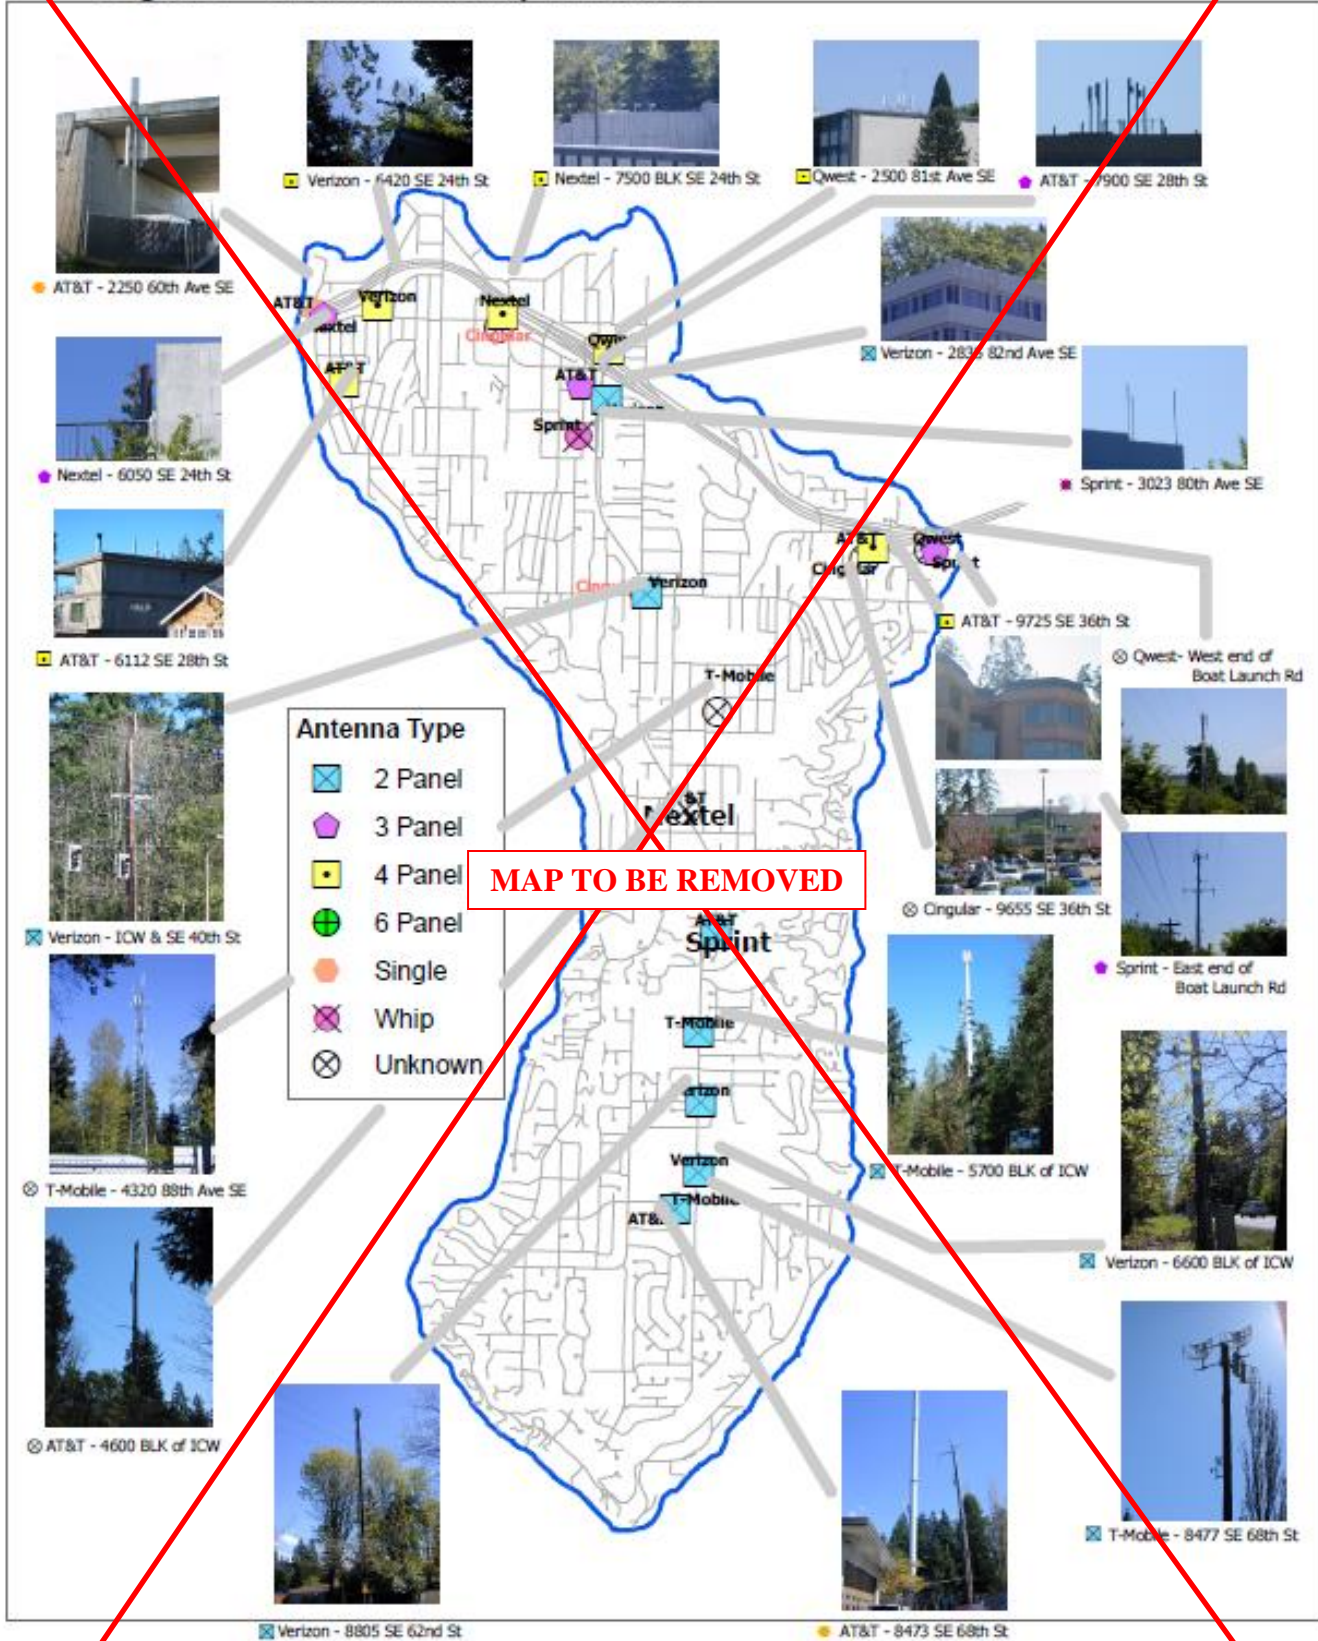 Verizon - 6420 SE 24th St
Nextel - 7500 BLK SE 24th St
Qwest - 2500 81st Ave SE
AT&T - 7900 SE 28th St
AT&T - 2250 60th Ave SE
Verizon - 2835 82nd Ave SE
Nextel - 6050 SE 24th St
Sprint - 3023 80th Ave SE
AT&T - 6112 SE 28th St
AT&T - 9725 SE 36th St
Qwest- West end of
Boat Launch Rd
Verizon - ICW & SE 40th St
Cingular - 9655 SE 36th St
Sprint - East end of
Boat Launch Rd
T-Mobile - 4320 88th Ave SE
T-Mobile - 5700 BLK of ICW
Verizon - 6600 BLK of ICW
AT&T - 4600 BLK of ICW
T-Mobile - 8477 SE 68th St
Verizon - 8805 SE 62nd St
AT&T - 8473 SE 68th St
AT&T
Verizon
Nextel
Cingular
AT&T
AT&T
Sprint
AT&T
Qwest
Sprint
Verizon
T-Mobile
Nextel
AT&T
Sprint
T-Mobile
Verizon
T-Mobile
Antenna Type
2 Panel
3 Panel
4 Panel
6 Panel
Single
Whip
Unknown
MAP TO BE REMOVED